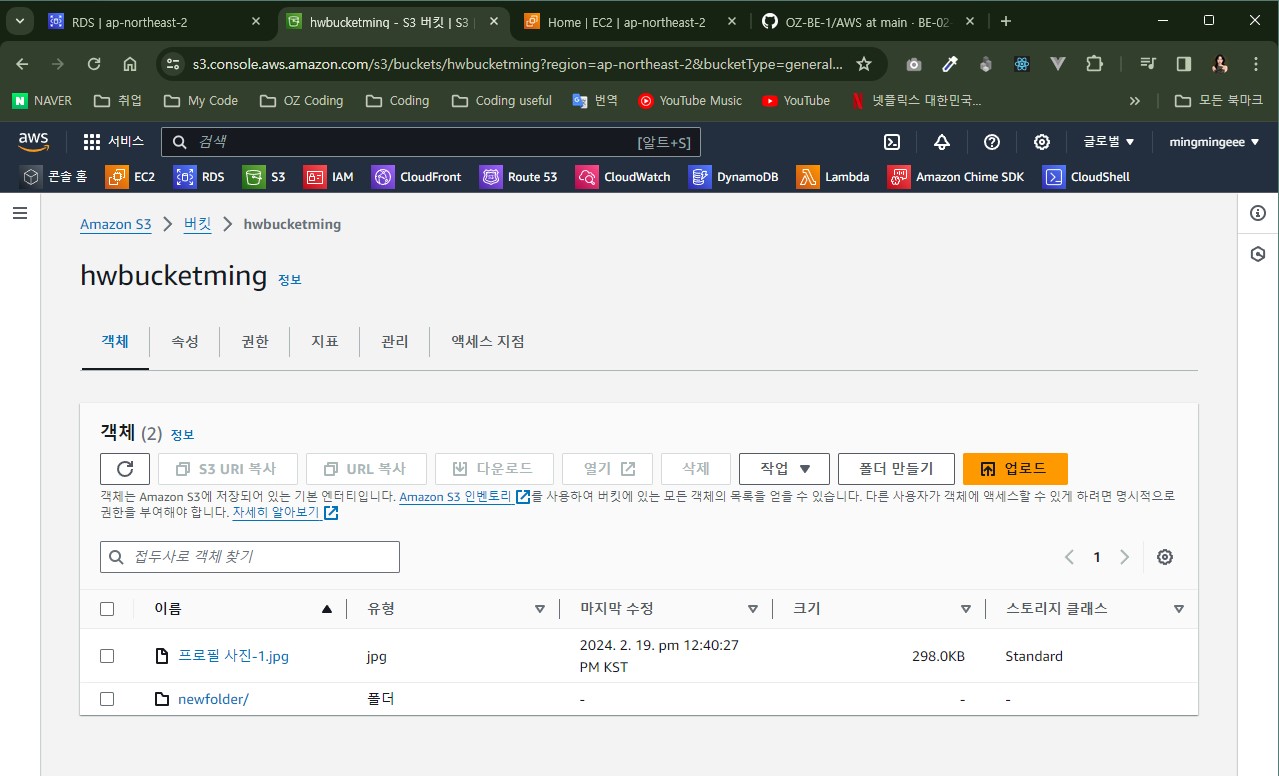 RDS | ap-northeast-2
hwbucketming - S3 버킷 | S3
Home | EC2 | ap-northeast-2
OZ-BE-1/AWS at main · BE-02
s3.console.aws.amazon.com/s3/buckets/hwbucketming?region=ap-northeast-2&bucketType=general...
NAVER 취업 My Code OZ Coding Coding Coding useful 번역 YouTube Music YouTube 넷플릭스 대한민국... » 모든 북마크
aws 서비스 검색 [알트+S] 글로벌 ▼ mingmingeee ▼
콘솔 홈 EC2 RDS S3 IAM CloudFront Route 53 CloudWatch DynamoDB Lambda Amazon Chime SDK CloudShell
Amazon S3 > 버킷 > hwbucketming
hwbucketming 정보
객체 속성 권한 지표 관리 액세스 지점
객체 (2) 정보
S3 URI 복사 URL 복사 다운로드 열기 삭제 작업 ▼ 폴더 만들기 업로드
객체는 Amazon S3에 저장되어 있는 기본 엔터티입니다. Amazon S3 인벤토리를 사용하여 버킷에 있는 모든 객체의 목록을 얻을 수 있습니다. 다른 사용자가 객체에 액세스할 수 있게 하려면 명시적으로
권한을 부여해야 합니다. 자세히 알아보기
접두사로 객체 찾기
< 1 >
이름 ▲ 유형 마지막 수정 크기 스토리지 클래스
프로필 사진-1.jpg jpg 2024. 2. 19. pm 12:40:27 298.0KB Standard
PM KST
newfolder/ 폴더 - - -